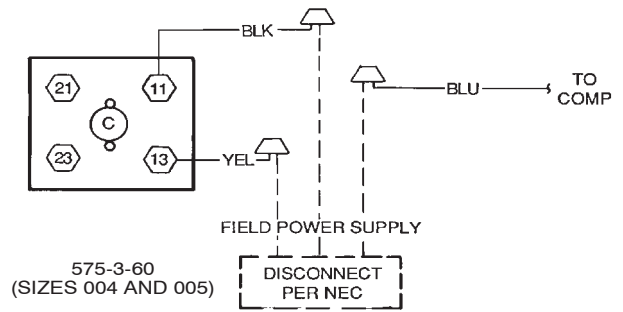 BLK
21
11
C
23
13
YEL
BLU
TO
COMP
FIELD POWER SUPPLY
575-3-60
(SIZES 004 AND 005)
DISCONNECT
PER NEC